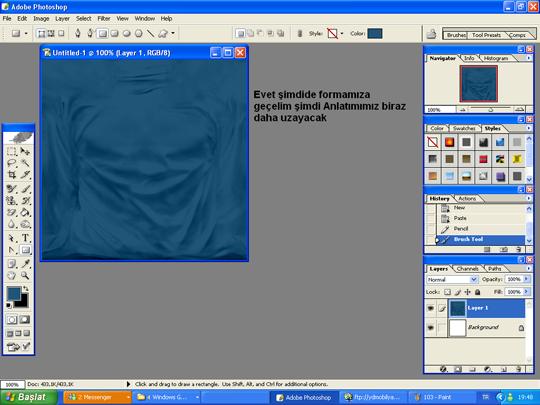 Adobe Photoshop
File Edit Image Layer Select Filter View Window Help
Style: Color: Brushes Tool Presets Comps
Untitled-1 @ 100% (Layer 1, RGB/8)
Evet şimdide formamıza
geçelim şimdi Anlatımımız biraz
daha uzayacak
Navigator Info Histogram
100%
Color Swatches Styles
History Actions
New
Paste
Pencil
Brush Tool
Layers Channels Paths
Normal Opacity: 100%
Lock: Fill: 100%
Layer 1
Background
100% Doc: 433,1K/433,1K Click and drag to draw a rectangle. Use Shift, Alt, and Ctrl for additional options.
Başlat 2 Messenger 4 Windows G... Adobe Photoshop ftp://ydmobilya... 103 - Paint TR 19:48